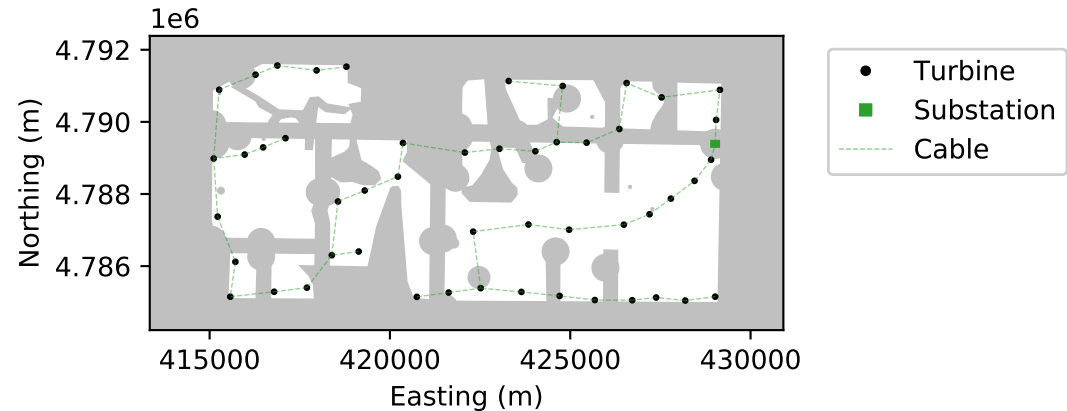 1e6
4.792
4.790
4.788
4.786
Northing (m)
415000 420000 425000 430000
Easting (m)
Turbine
Substation
Cable